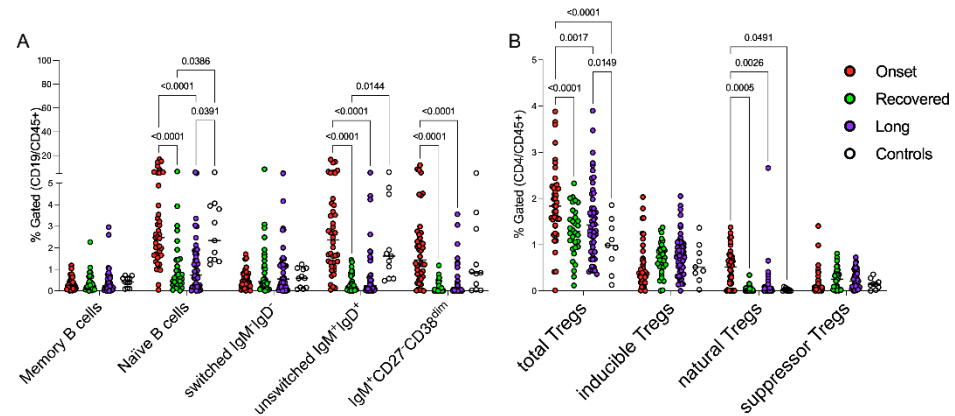 A
% Gated (CD19/CD45+)
100
80
60
40
20
5
4
3
2
1
0
0.0386
<0.0001
0.0391
<0.0001
0.0144
<0.0001
<0.0001
<0.0001
<0.0001
Memory B cells
Naïve B cells
switched IgM⁻IgD⁻
unswitched IgM⁺IgD⁺
IgM⁺CD27⁻CD38ᵈⁱᵐ
B
% Gated (CD4/CD45+)
5
4
3
2
1
0
<0.0001
0.0017
0.0149
<0.0001
0.0491
0.0026
0.0005
total Tregs
inducible Tregs
natural Tregs
suppressor Tregs
Onset
Recovered
Long
Controls